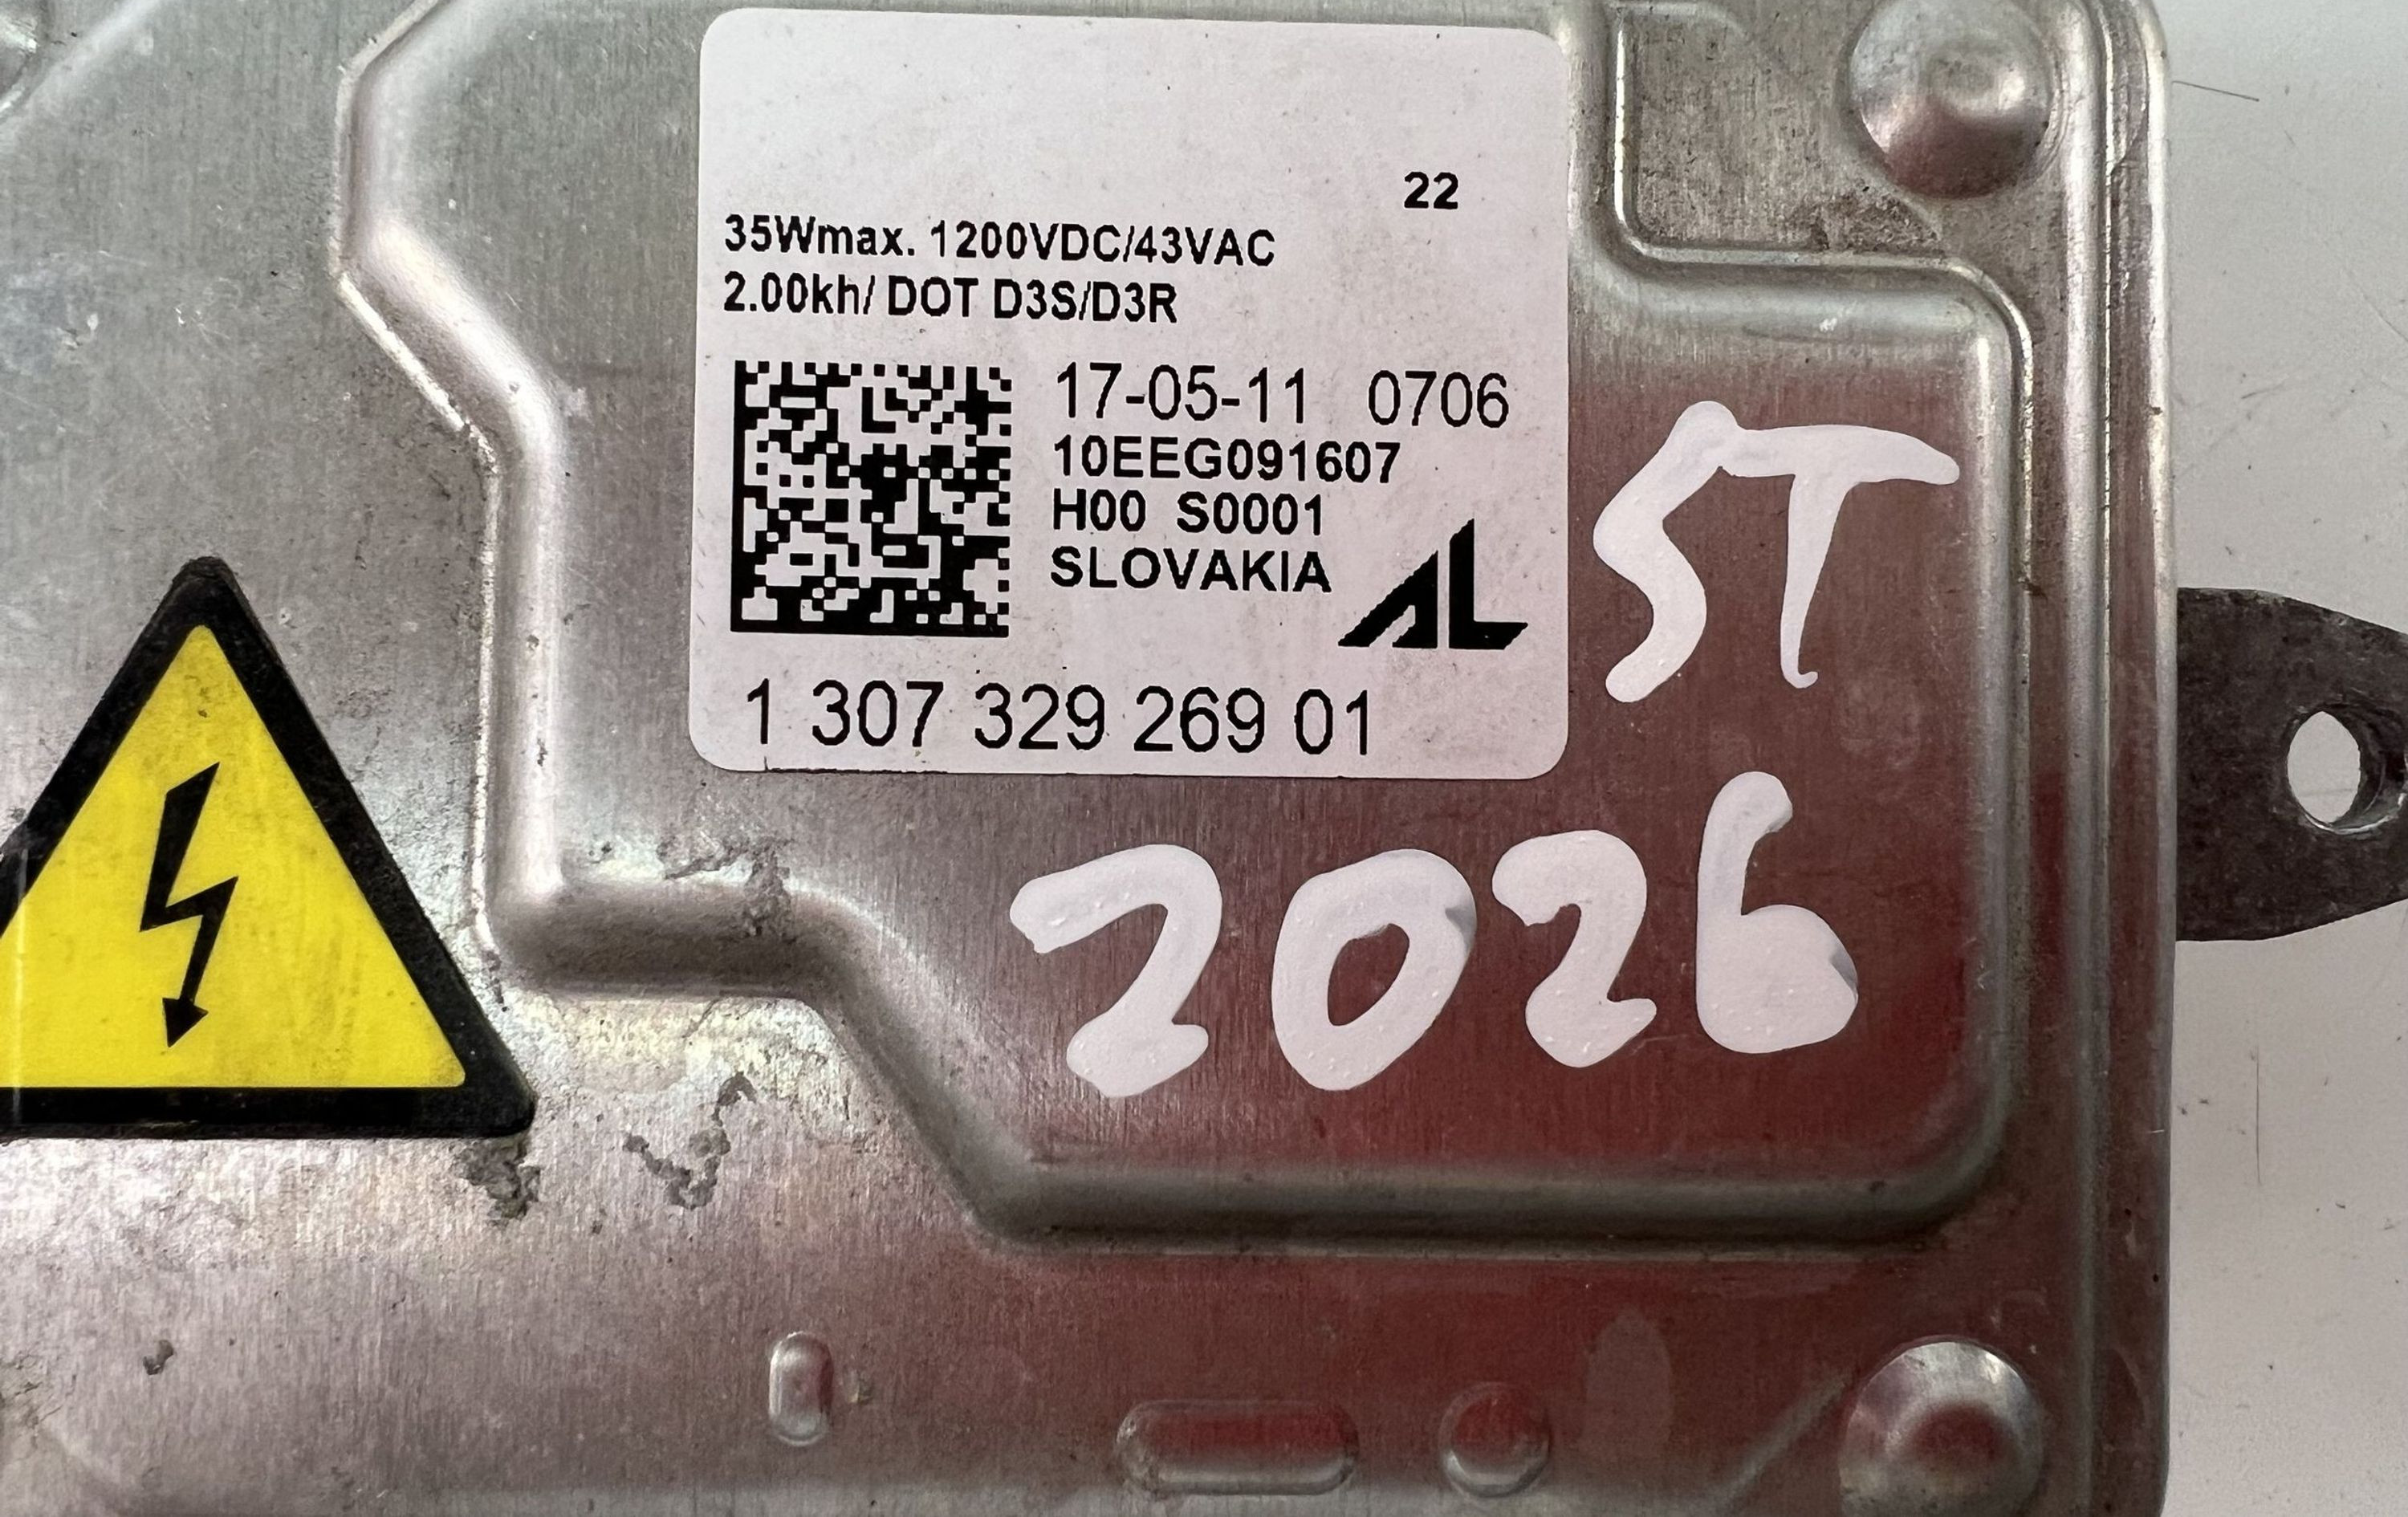 22
35Wmax. 1200VDC/43VAC
2.00kh/ DOT D3S/D3R
17-05-11 0706
10EEG091607
H00 S0001
SLOVAKIA
AL
1 307 329 269 01
ST
2026